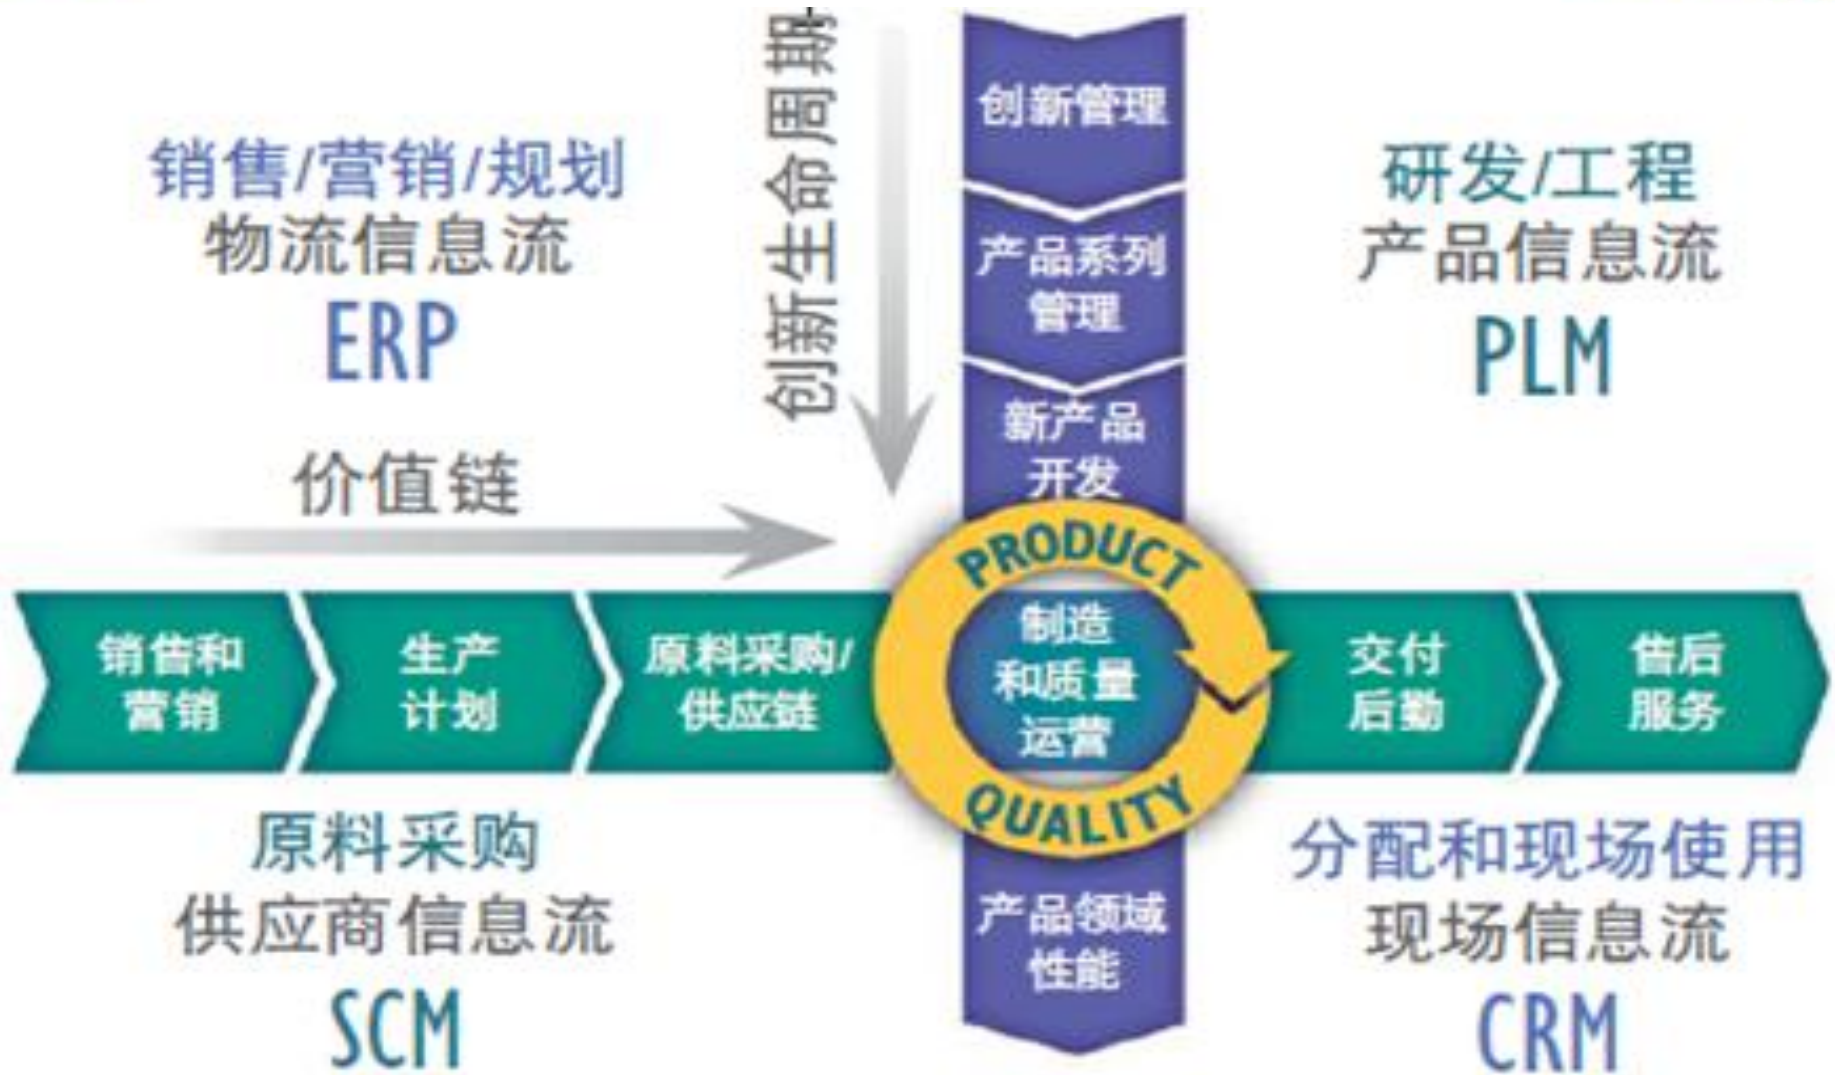 创新生命周期
创新管理
销售/营销/规划
物流信息流
ERP
研发/工程
产品信息流
PLM
产品系列
管理
新产品
开发
价值链
PRODUCT
QUALITY
销售和
营销
生产
计划
原料采购/
供应链
制造
和质量
运营
交付
后勤
售后
服务
原料采购
供应商信息流
SCM
产品领域
性能
分配和现场使用
现场信息流
CRM